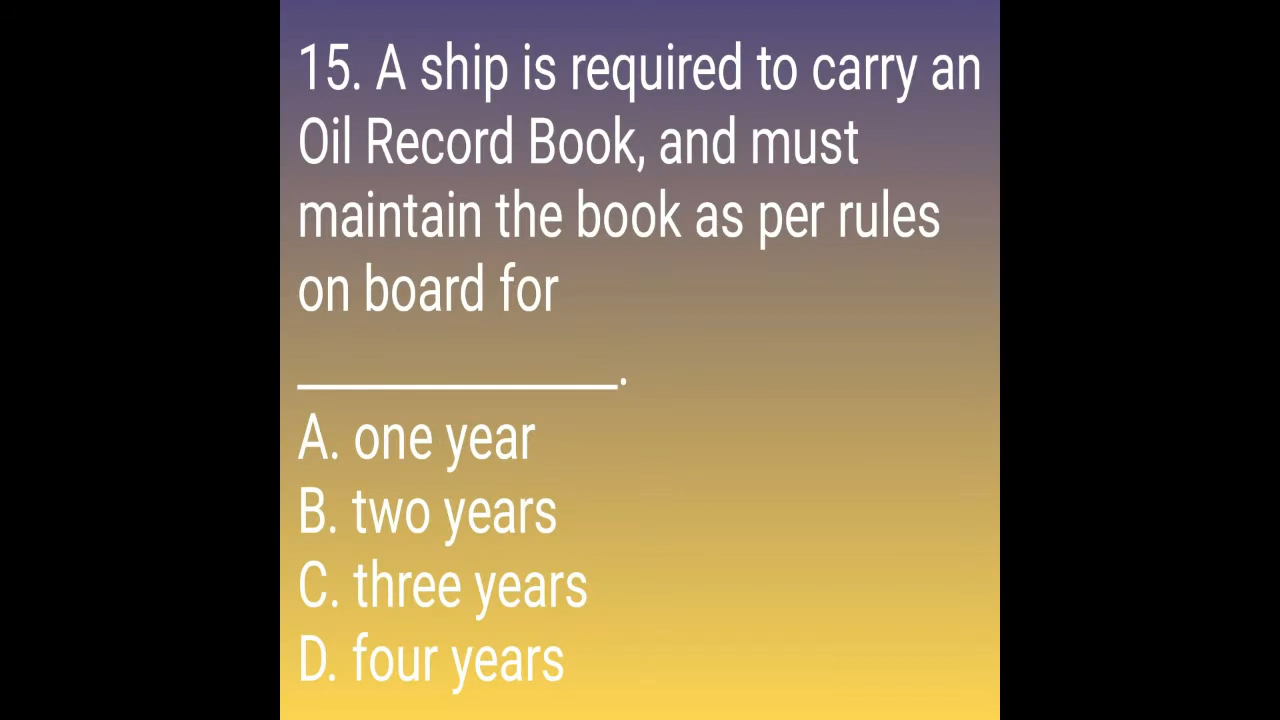 15. A ship is required to carry an
Oil Record Book, and must
maintain the book as per rules
on board for
_______________.
A. one year
B. two years
C. three years
D. four years